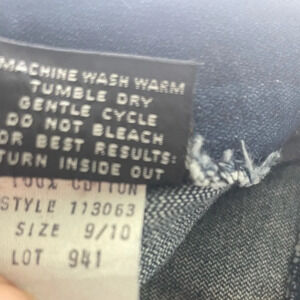 MACHINE WASH WARM
TUMBLE DRY
GENTLE CYCLE
DO NOT BLEACH
OR BEST RESULTS:
TURN INSIDE OUT
100% COTTON
STYLE 113063
SIZE 9/10
LOT 941